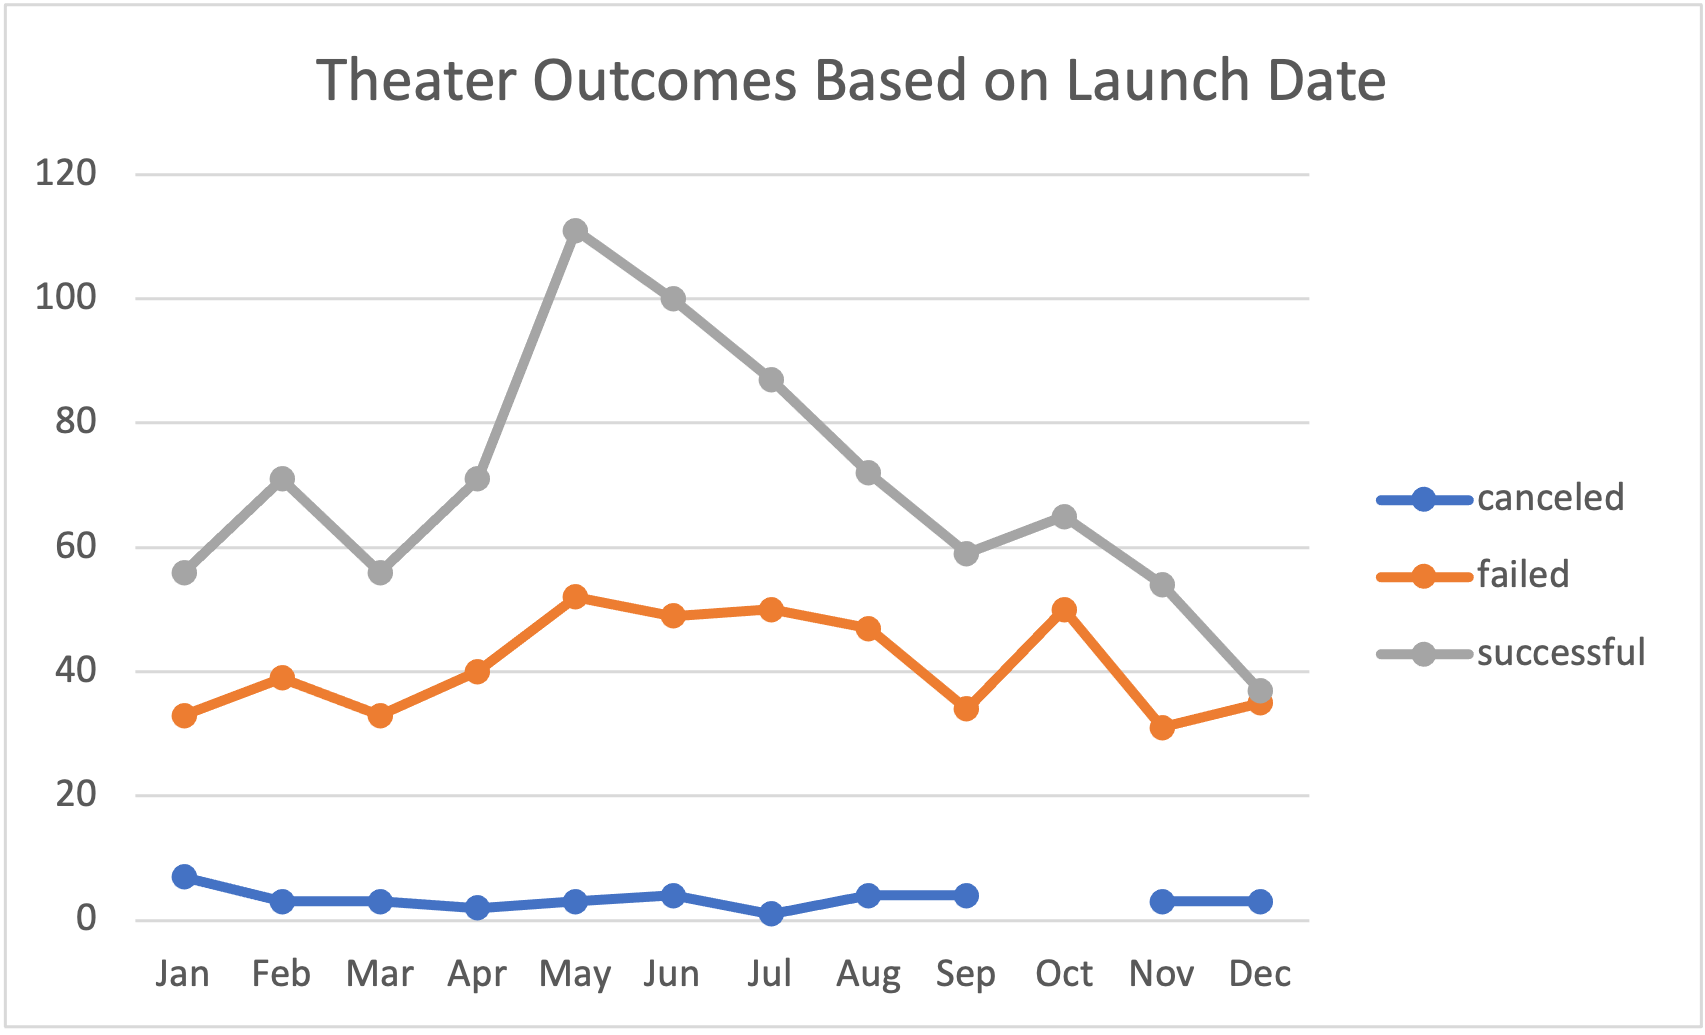 Theater Outcomes Based on Launch Date
120
100
80
60
40
20
0
Jan Feb Mar Apr May Jun Jul Aug Sep Oct Nov Dec
canceled
failed
successful